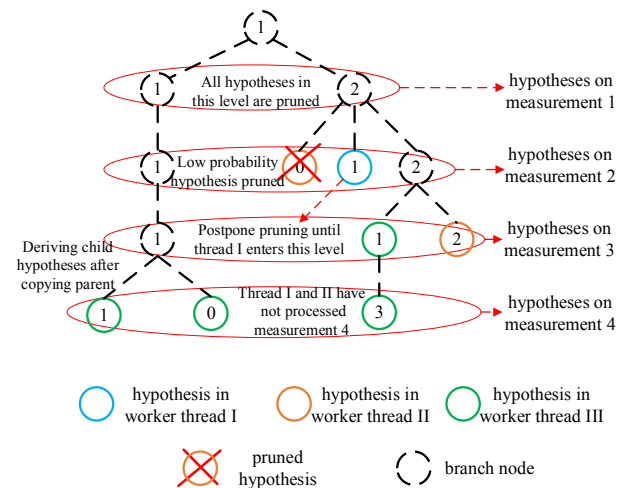 1
1
All hypotheses in
this level are pruned
2
hypotheses on
measurement 1
1
Low probability
hypothesis pruned
0
1
2
hypotheses on
measurement 2
1
Postpone pruning until
thread I enters this level
1
2
hypotheses on
measurement 3
Deriving child
hypotheses after
copying parent
1
0
Thread I and II have
not processed
measurement 4
3
hypotheses on
measurement 4
hypothesis in
worker thread I
hypothesis in
worker thread II
hypothesis in
worker thread III
pruned
hypothesis
branch node